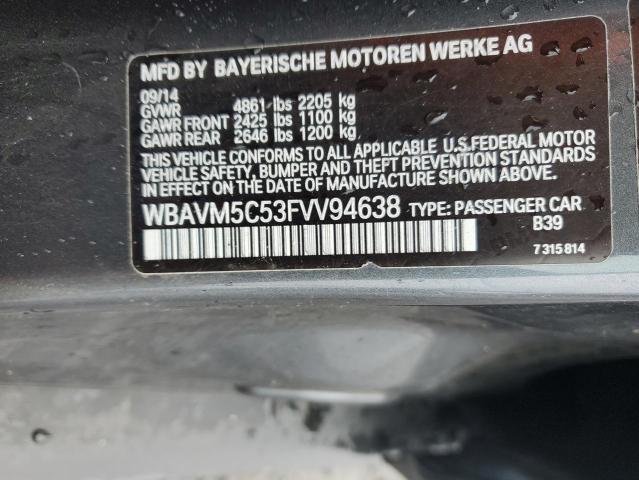 MFD BY BAYERISCHE MOTOREN WERKE AG
09/14
GVWR 4861 lbs 2205 kg
GAWR FRONT 2425 lbs 1100 kg
GAWR REAR 2646 lbs 1200 kg
THIS VEHICLE CONFORMS TO ALL APPLICABLE U.S.FEDERAL MOTOR
VEHICLE SAFETY, BUMPER AND THEFT PREVENTION STANDARDS
IN EFFECT ON THE DATE OF MANUFACTURE SHOWN ABOVE.
WBAVM5C53FVV94638 TYPE: PASSENGER CAR
B39
7 315 814